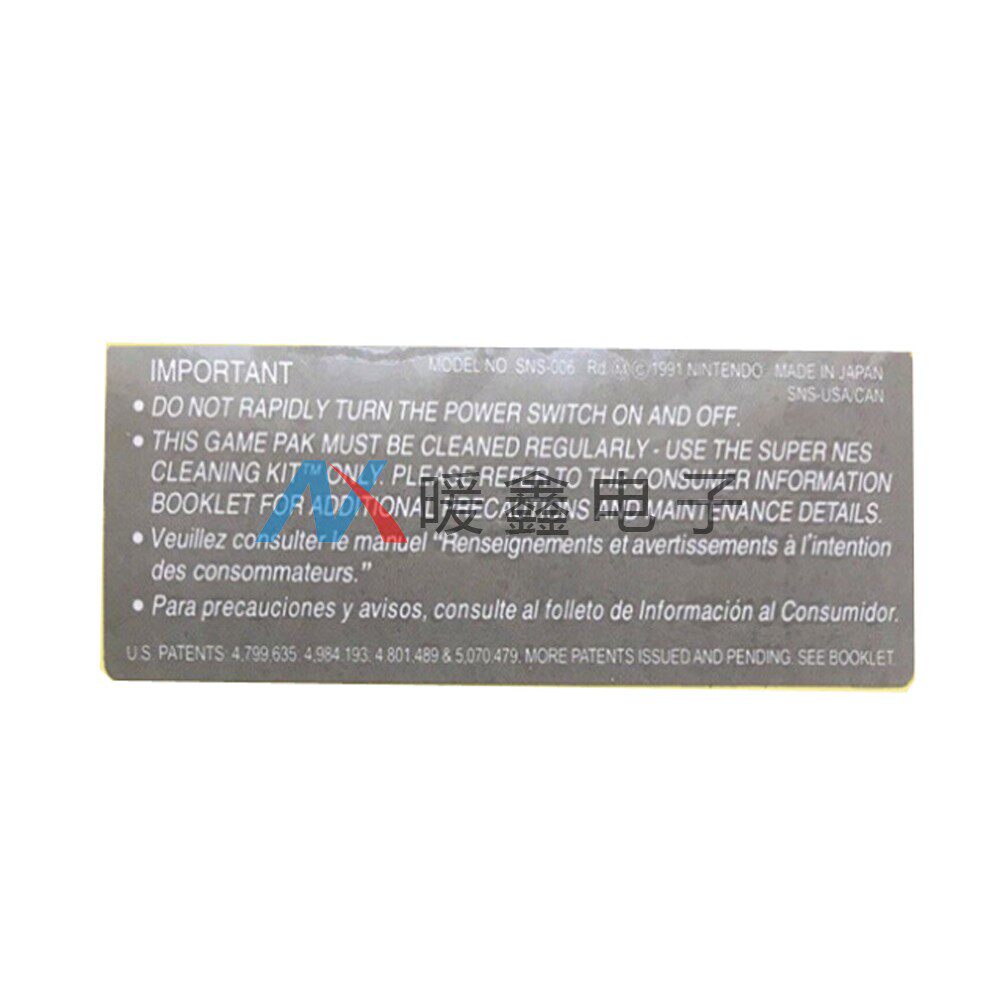 IMPORTANT
MODEL NO. SNS-006 Rd. M © 1991 NINTENDO MADE IN JAPAN
SNS-USA/CAN
• DO NOT RAPIDLY TURN THE POWER SWITCH ON AND OFF.
• THIS GAME PAK MUST BE CLEANED REGULARLY - USE THE SUPER NES
CLEANING KIT™ ONLY. PLEASE REFER TO THE CONSUMER INFORMATION
BOOKLET FOR ADDITIONAL PRECAUTIONS AND MAINTENANCE DETAILS.
NX 暖鑫电子
• Veuillez consulter le manuel "Renseignements et avertissements à l'intention
des consommateurs."
• Para precauciones y avisos, consulte al folleto de Información al Consumidor.
U.S. PATENTS: 4,799,635. 4,984,193. 4,801,489 & 5,070,479. MORE PATENTS ISSUED AND PENDING. SEE BOOKLET.